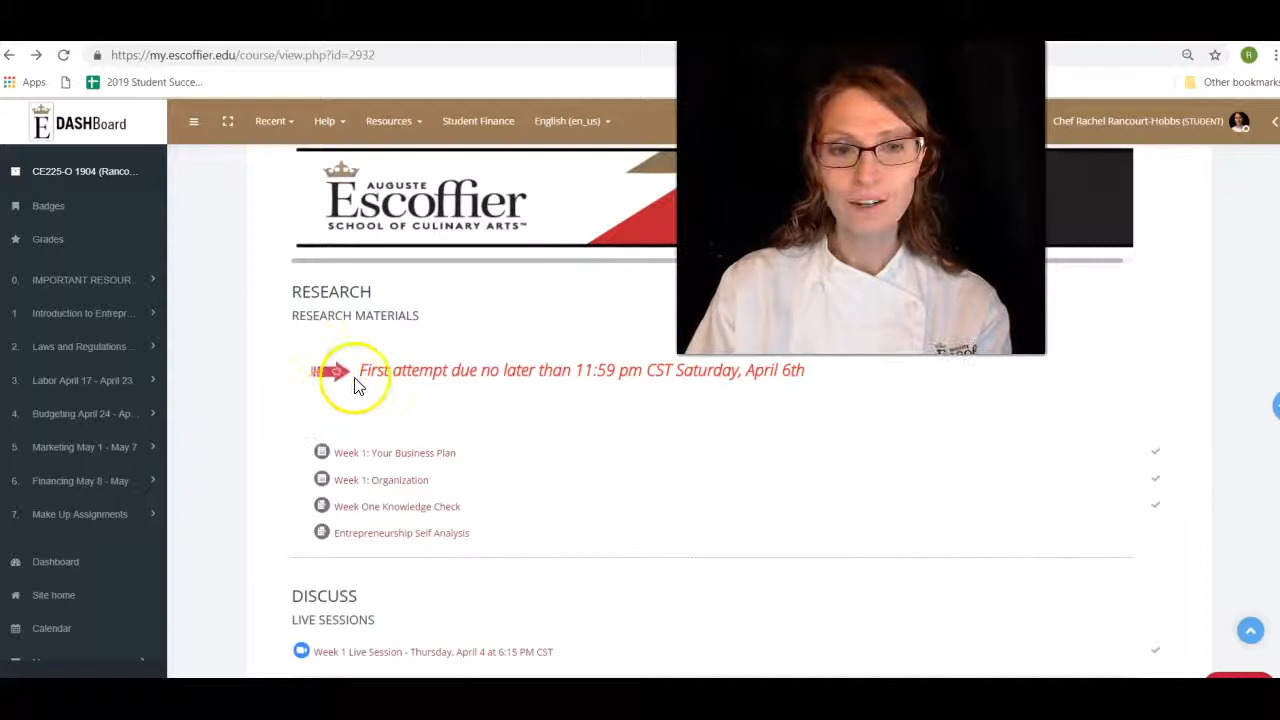 https://my.escoffier.edu/course/view.php?id=2932
Apps
2019 Student Succe...
Other bookmarks
E DASHBoard
Recent
Help
Resources
Student Finance
English (en_us)
Chef Rachel Rancourt-Hobbs (STUDENT)
CE225-O 1904 (Ranco...
Badges
Grades
0. IMPORTANT RESOUR...
1 Introduction to Entrepr...
2. Laws and Regulations ...
3. Labor April 17 - April 23
4. Budgeting April 24 - Ap...
5. Marketing May 1 - May 7
6. Financing May 8 - May ...
7. Make Up Assignments
Dashboard
Site home
Calendar
AUGUSTE
Escoffier
SCHOOL OF CULINARY ARTS™
RESEARCH
RESEARCH MATERIALS
First attempt due no later than 11:59 pm CST Saturday, April 6th
Week 1: Your Business Plan
Week 1: Organization
Week One Knowledge Check
Entrepreneurship Self Analysis
DISCUSS
LIVE SESSIONS
Week 1 Live Session - Thursday, April 4 at 6:15 PM CST
R